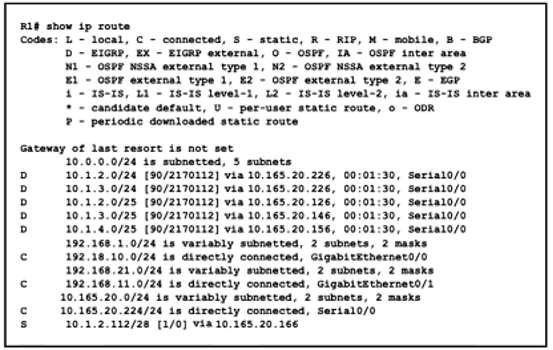 R1# show ip route
Codes: L - local, C - connected, S - static, R - RIP, M - mobile, B - BGP
D - EIGRP, EX - EIGRP external, O - OSPF, IA - OSPF inter area
N1 - OSPF NSSA external type 1, N2 - OSPF NSSA external type 2
E1 - OSPF external type 1, E2 - OSPF external type 2, E - EGP
i - IS-IS, L1 - IS-IS level-1, L2 - IS-IS level-2, ia - IS-IS inter area
* - candidate default, U - per-user static route, o - ODR
P - periodic downloaded static route
Gateway of last resort is not set
10.0.0.0/24 is subnetted, 5 subnets
D 10.1.2.0/24 [90/2170112] via 10.165.20.226, 00:01:30, Serial0/0
D 10.1.3.0/24 [90/2170112] via 10.165.20.226, 00:01:30, Serial0/0
D 10.1.2.0/25 [90/2170112] via 10.165.20.126, 00:01:30, Serial0/0
D 10.1.3.0/25 [90/2170112] via 10.165.20.146, 00:01:30, Serial0/0
D 10.1.4.0/25 [90/2170112] via 10.165.20.156, 00:01:30, Serial0/0
192.168.1.0/24 is variably subnetted, 2 subnets, 2 masks
C 192.18.10.0/24 is directly connected, GigabitEthernet0/0
192.168.21.0/24 is variably subnetted, 2 subnets, 2 masks
C 192.168.11.0/24 is directly connected, GigabitEthernet0/1
10.165.20.0/24 is variably subnetted, 2 subnets, 2 masks
C 10.165.20.224/24 is directly connected, Serial0/0
S 10.1.2.112/28 [1/0] via 10.165.20.166